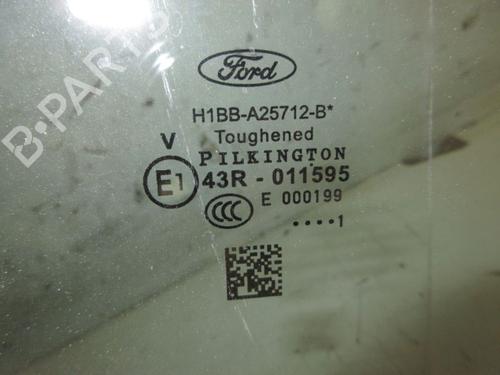 Ford
H1BB-A25712-B*
V Toughened
PILKINGTON
E1 43R - 011595
CCC E 000199
••••1
B-PARTS